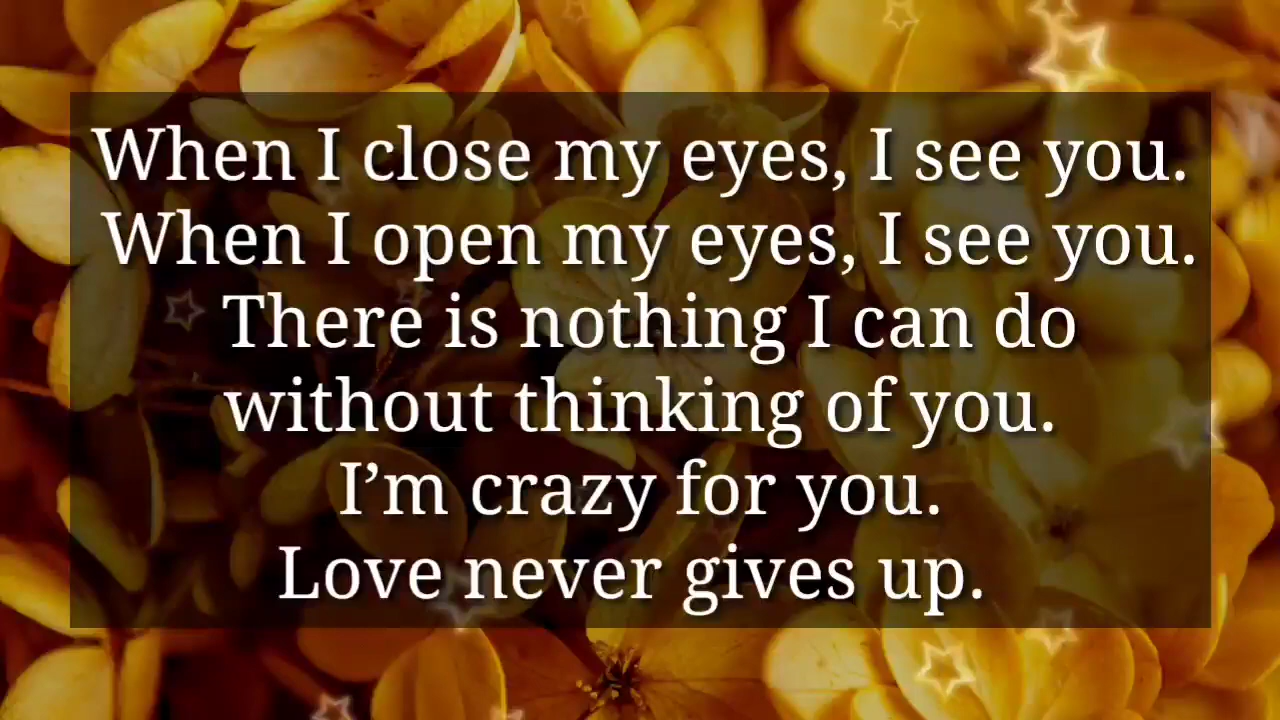 When I close my eyes, I see you.
When I open my eyes, I see you.
There is nothing I can do
without thinking of you.
I’m crazy for you.
Love never gives up.